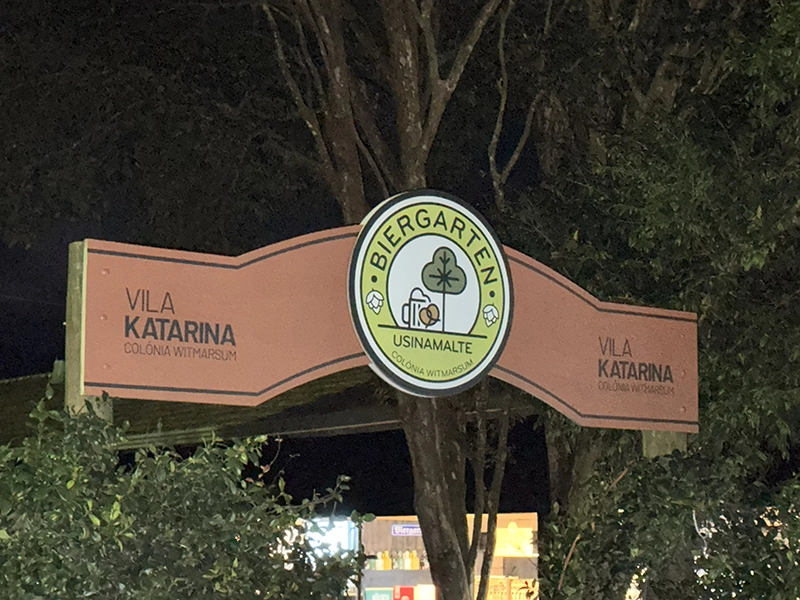 VILA
KATARINA
COLÔNIA WITMARSUM
BIERGARTEN
USINAMALTE
COLÔNIA WITMARSUM
VILA
KATARINA
COLÔNIA WITMARSUM